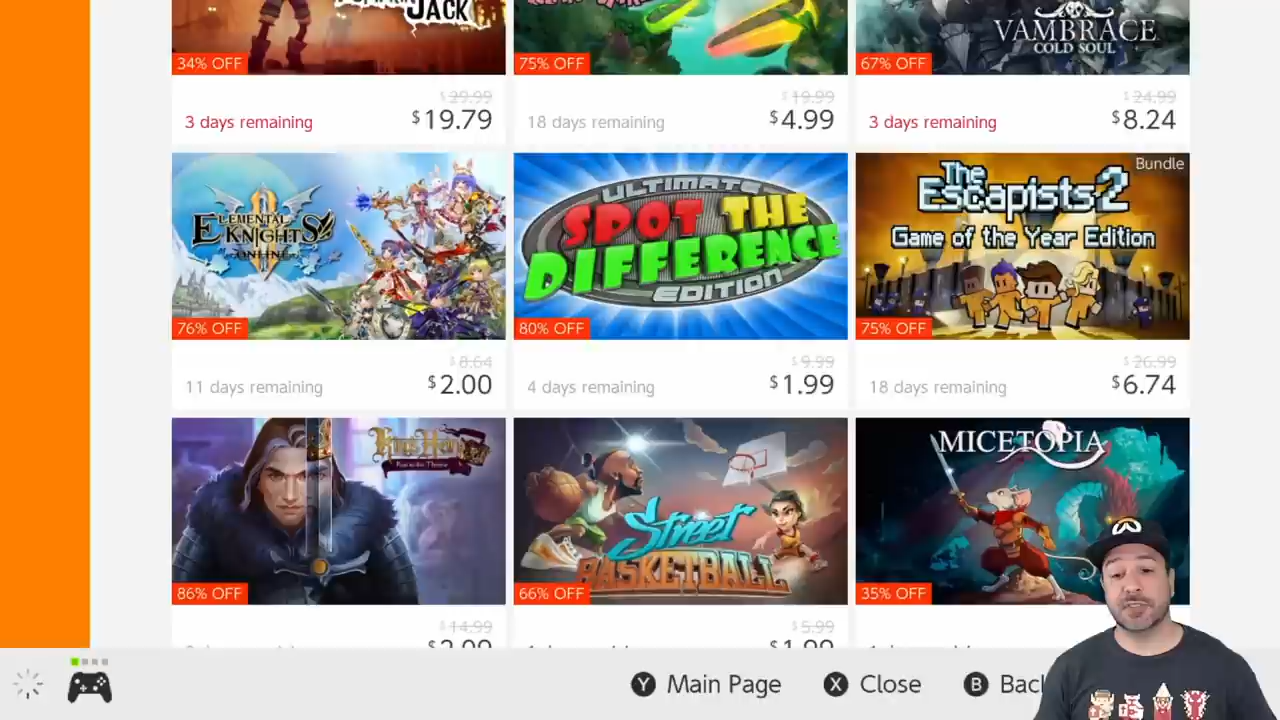 JACK
VAMBRACE
COLD SOUL
34% OFF
75% OFF
67% OFF
$29.99
$19.99
$24.99
3 days remaining
$19.79
18 days remaining
$4.99
3 days remaining
$8.24
ELEMENTAL
KNIGHTS
ONLINE
ULTIMATE
SPOT THE
DIFFERENCE
EDITION
Bundle
The
Escapists 2
Game of the Year Edition
76% OFF
80% OFF
75% OFF
$8.64
$9.99
$26.99
11 days remaining
$2.00
4 days remaining
$1.99
18 days remaining
$6.74
Street
BASKETBALL
MICETOPIA
86% OFF
66% OFF
35% OFF
$14.99
$5.99
Y Main Page
X Close
B Back